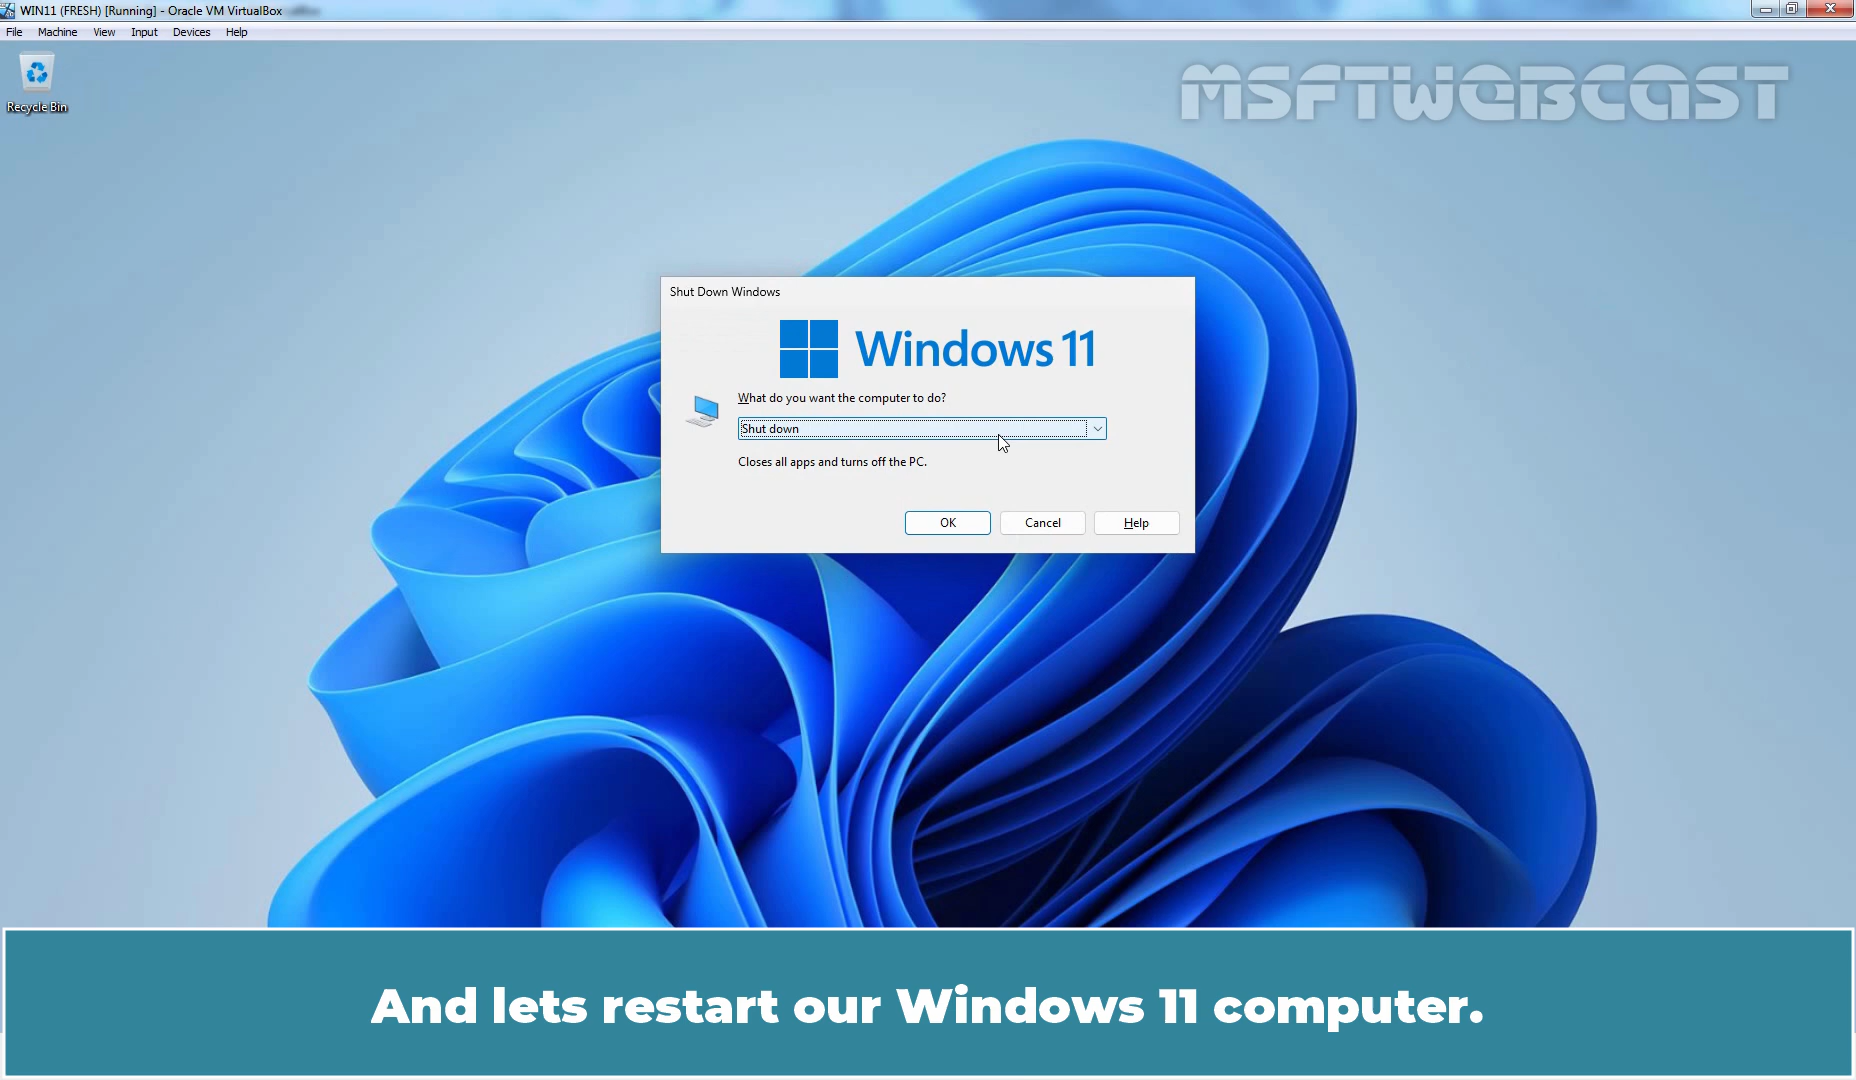 WIN11 (FRESH) [Running] - Oracle VM VirtualBox
File Machine View Input Devices Help
Recycle Bin
MSFTWEBCAST
Shut Down Windows
Windows 11
What do you want the computer to do?
Shut down
Closes all apps and turns off the PC.
OK Cancel Help
And lets restart our Windows 11 computer.